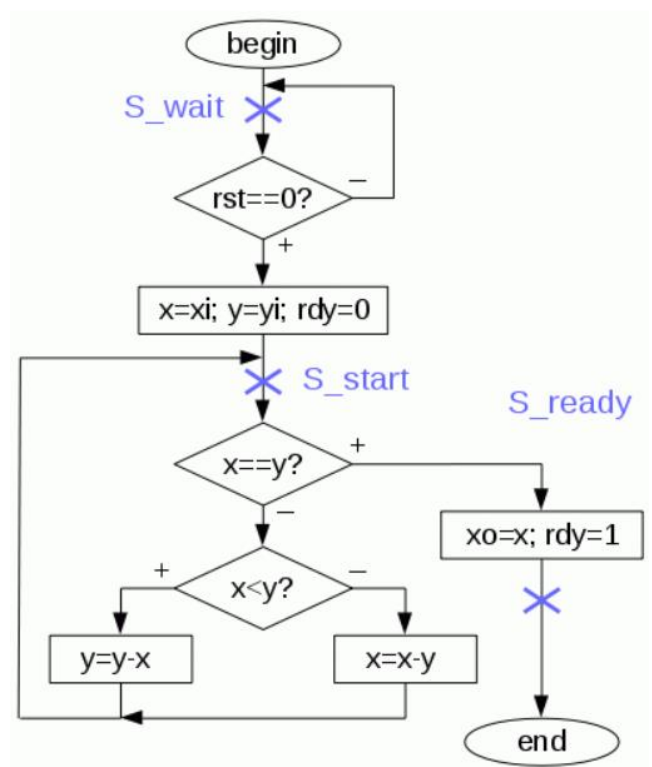 begin
S_wait
–
rst==0?
+
x=xi; y=yi; rdy=0
S_start
S_ready
+
x==y?
–
xo=x; rdy=1
+
–
x<y?
y=y-x
x=x-y
end